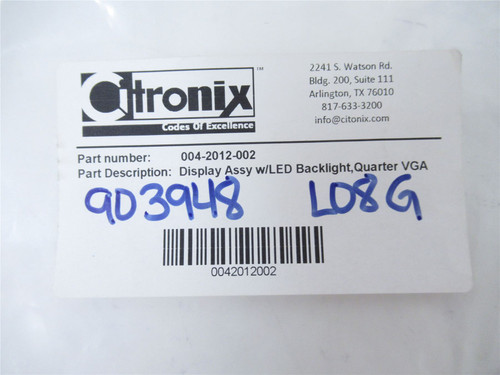 Citronix TM
Codes Of Excellence
2241 S. Watson Rd.
Bldg. 200, Suite 111
Arlington, TX 76010
817-633-3200
info@citonix.com
Part number: 004-2012-002
Part Description: Display Assy w/LED Backlight,Quarter VGA
903948 L08G
0042012002